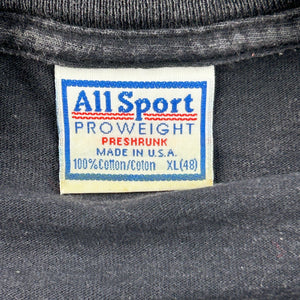 All Sport
PROWEIGHT
PRESHRUNK
MADE IN U.S.A.
100% Cotton/Coton XL (48)